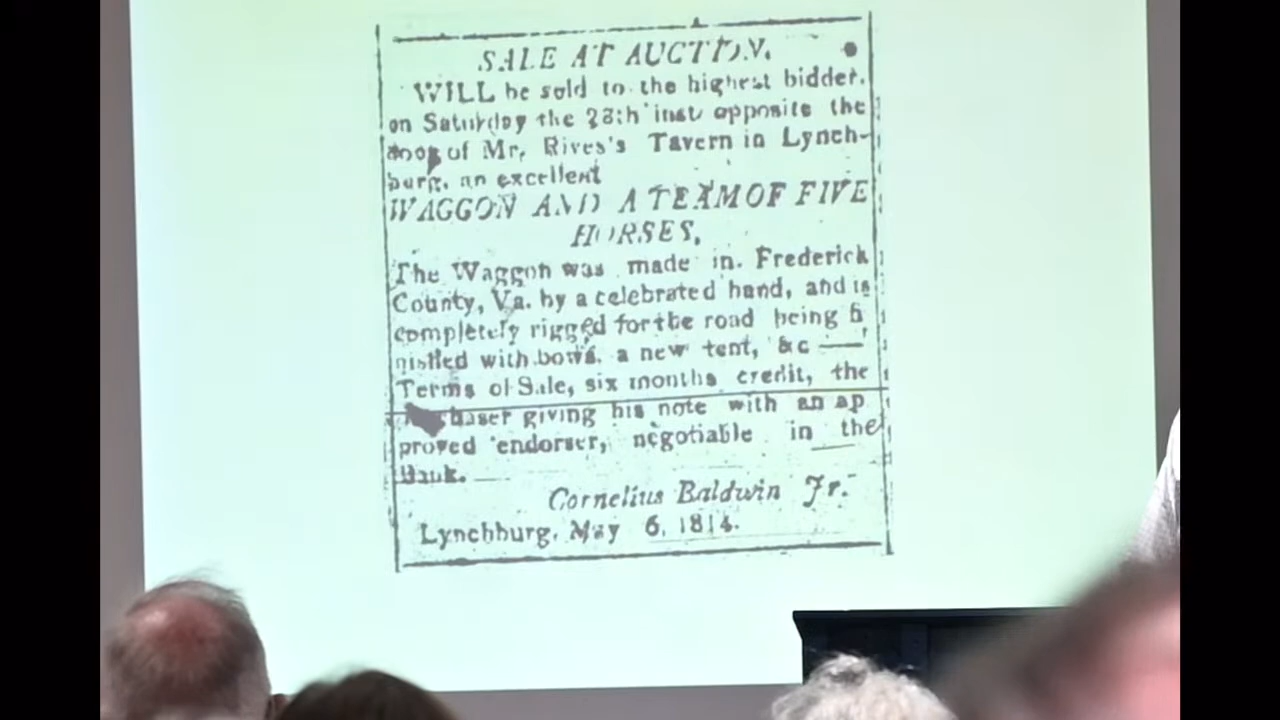 SALE AT AUCTION.
WILL be sold to the highest bidder.
on Saturday the 28th inst opposite the
door of Mr. Rives's Tavern in Lynch-
burg, an excellent
WAGGON AND A TEAM OF FIVE
HORSES,
The Waggon was made in Frederick
County, Va. by a celebrated hand, and is
completely rigged for the road being fi
nished with bows, a new tent, &c —
Terms of Sale, six months credit, the
giving his note with an ap
proved endorser, negotiable in the
Bank. —
Cornelius Baldwin Jr.
Lynchburg, May 6, 1814.